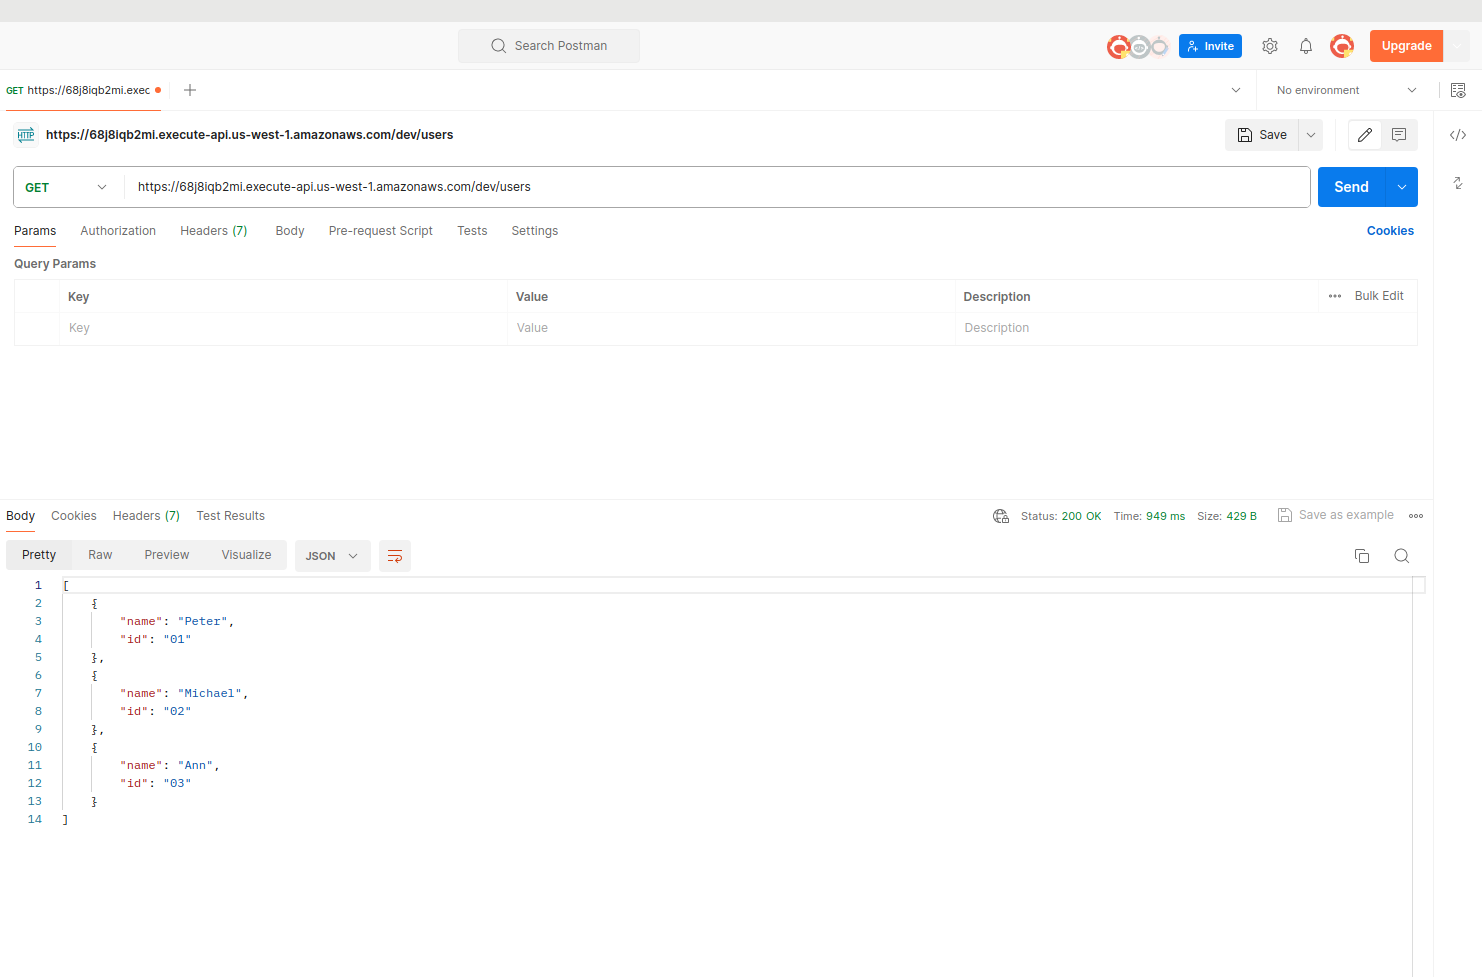 Search Postman
Invite
Upgrade
GET https://68j8iqb2mi.exec
No environment
HTTP https://68j8iqb2mi.execute-api.us-west-1.amazonaws.com/dev/users
Save
GET https://68j8iqb2mi.execute-api.us-west-1.amazonaws.com/dev/users Send
Params Authorization Headers (7) Body Pre-request Script Tests Settings Cookies
Query Params
Key Value Description Bulk Edit
Key Value Description
Body Cookies Headers (7) Test Results Status: 200 OK Time: 949 ms Size: 429 B Save as example
Pretty Raw Preview Visualize JSON
1 [
2 {
3 "name": "Peter",
4 "id": "01"
5 },
6 {
7 "name": "Michael",
8 "id": "02"
9 },
10 {
11 "name": "Ann",
12 "id": "03"
13 }
14 ]